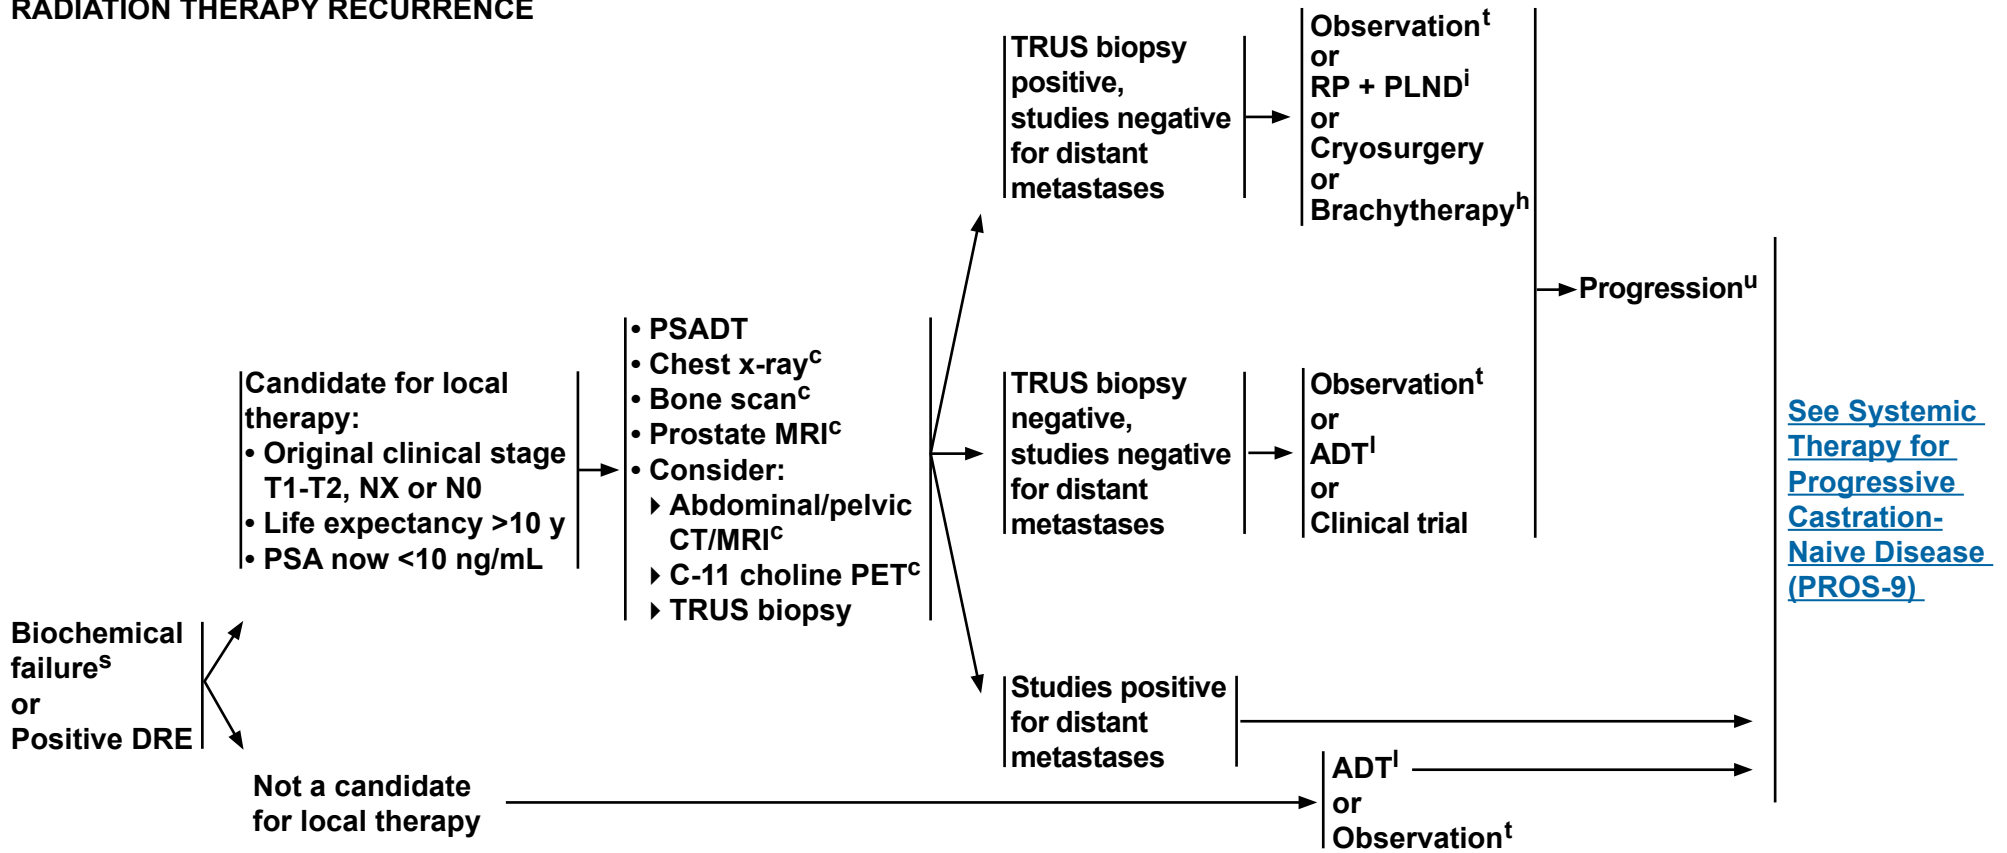 RADIATION THERAPY RECURRENCE
Biochemical
failureˢ
or
Positive DRE
Candidate for local
therapy:
• Original clinical stage
T1-T2, NX or N0
• Life expectancy >10 y
• PSA now <10 ng/mL
Not a candidate
for local therapy
• PSADT
• Chest x-rayᶜ
• Bone scanᶜ
• Prostate MRIᶜ
• Consider:
▸ Abdominal/pelvic
CT/MRIᶜ
▸ C-11 choline PETᶜ
▸ TRUS biopsy
TRUS biopsy
positive,
studies negative
for distant
metastases
Observationᵗ
or
RP + PLNDⁱ
or
Cryosurgery
or
Brachytherapyʰ
TRUS biopsy
negative,
studies negative
for distant
metastases
Observationᵗ
or
ADTˡ
or
Clinical trial
Studies positive
for distant
metastases
ADTˡ
or
Observationᵗ
Progressionᵘ
See Systemic
Therapy for
Progressive
Castration-
Naive Disease
(PROS-9)